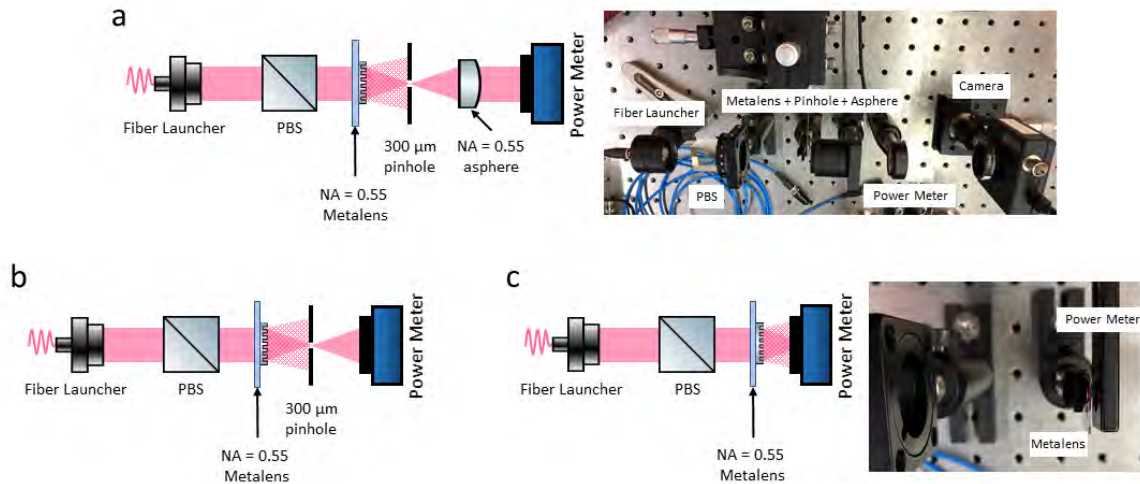 a
Fiber Launcher
PBS
300 µm
pinhole
NA = 0.55
asphere
NA = 0.55
Metalens
Power Meter
Fiber Launcher
Metalens + Pinhole + Asphere
Camera
PBS
Power Meter
b
Fiber Launcher
PBS
300 µm
pinhole
NA = 0.55
Metalens
Power Meter
c
Fiber Launcher
PBS
NA = 0.55
Metalens
Power Meter
Power Meter
Metalens